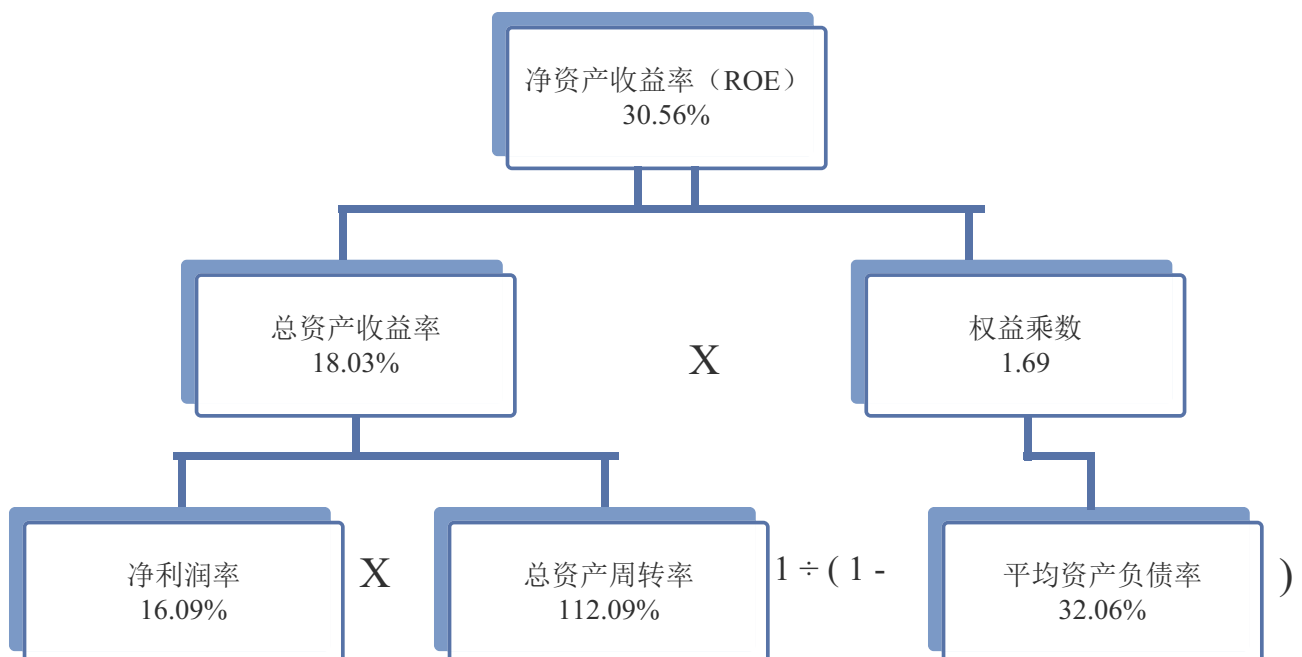 净资产收益率（ROE）
30.56%
总资产收益率
18.03%
X
权益乘数
1.69
净利润率
16.09%
X
总资产周转率
112.09%
1 ÷ ( 1 -
平均资产负债率
32.06%
)